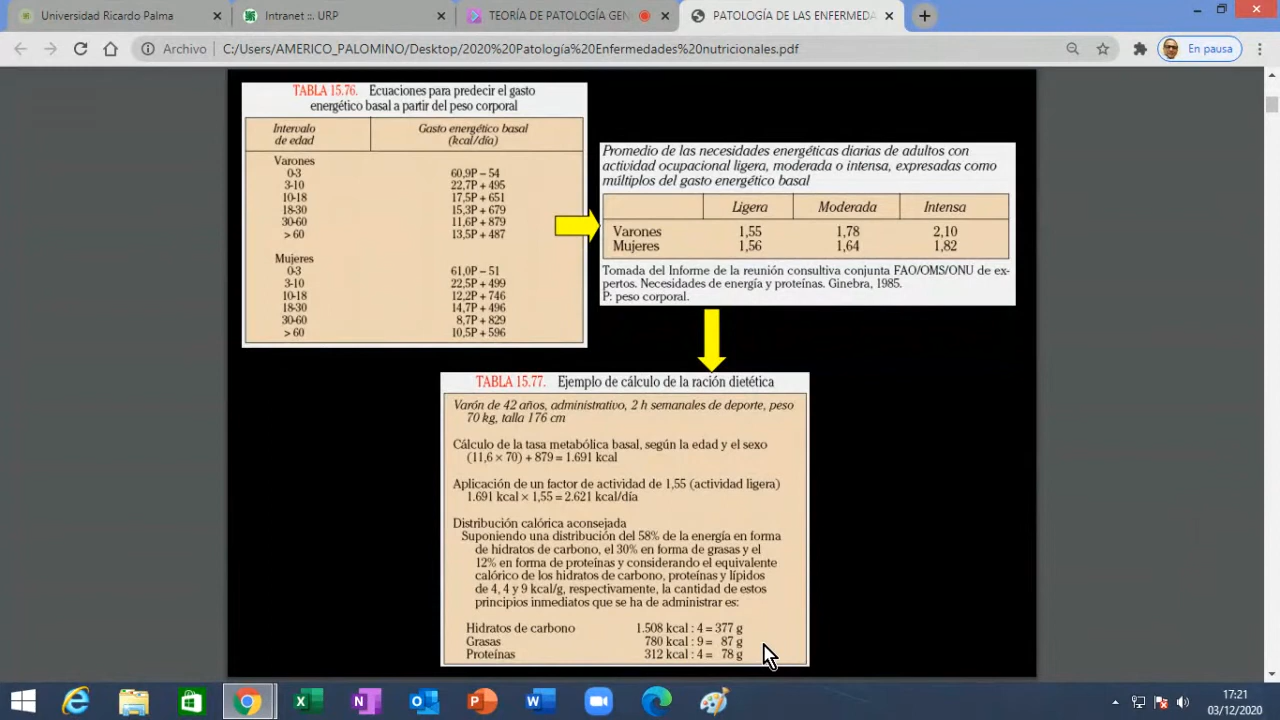 Universidad Ricardo Palma
Intranet ::. URP
TEORÍA DE PATOLOGÍA GEN
PATOLOGÍA DE LAS ENFERMEDA
Archivo
C:/Users/AMERICO_PALOMINO/Desktop/2020%20Patología%20Enfermedades%20nutricionales.pdf
En pausa
TABLA 15.76. Ecuaciones para predecir el gasto
energético basal a partir del peso corporal
Intervalo Gasto energético basal
de edad (kcal/día)
Varones
0-3 60,9P – 54
3-10 22,7P + 495
10-18 17,5P + 651
18-30 15,3P + 679
30-60 11,6P + 879
> 60 13,5P + 487
Mujeres
0-3 61,0P – 51
3-10 22,5P + 499
10-18 12,2P + 746
18-30 14,7P + 496
30-60 8,7P + 829
> 60 10,5P + 596
Promedio de las necesidades energéticas diarias de adultos con
actividad ocupacional ligera, moderada o intensa, expresadas como
múltiplos del gasto energético basal
Ligera Moderada Intensa
Varones 1,55 1,78 2,10
Mujeres 1,56 1,64 1,82
Tomada del Informe de la reunión consultiva conjunta FAO/OMS/ONU de ex-
pertos. Necesidades de energía y proteínas. Ginebra, 1985.
P: peso corporal.
TABLA 15.77. Ejemplo de cálculo de la ración dietética
Varón de 42 años, administrativo, 2 h semanales de deporte, peso
70 kg, talla 176 cm
Cálculo de la tasa metabólica basal, según la edad y el sexo
(11,6 × 70) + 879 = 1.691 kcal
Aplicación de un factor de actividad de 1,55 (actividad ligera)
1.691 kcal × 1,55 = 2.621 kcal/día
Distribución calórica aconsejada
Suponiendo una distribución del 58% de la energía en forma
de hidratos de carbono, el 30% en forma de grasas y el
12% en forma de proteínas y considerando el equivalente
calórico de los hidratos de carbono, proteínas y lípidos
de 4, 4 y 9 kcal/g, respectivamente, la cantidad de estos
principios inmediatos que se ha de administrar es:
Hidratos de carbono 1.508 kcal : 4 = 377 g
Grasas 780 kcal : 9 = 87 g
Proteínas 312 kcal : 4 = 78 g
17:21
03/12/2020